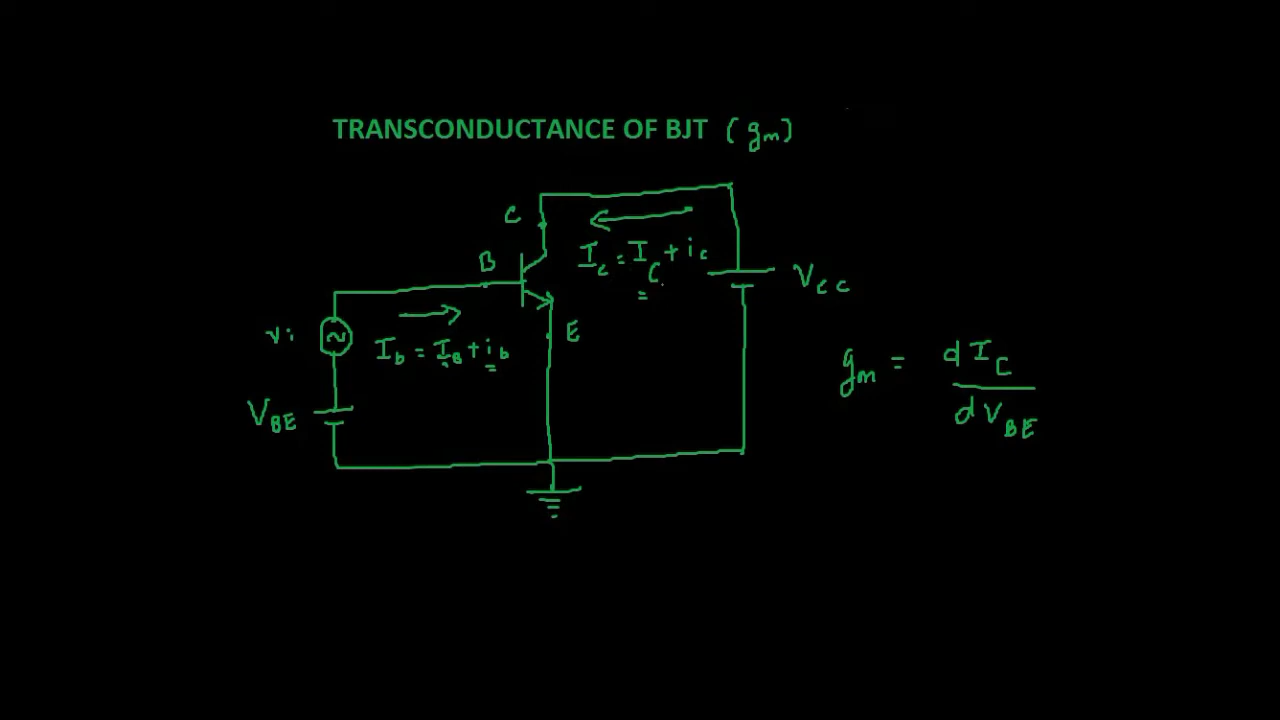 TRANSCONDUCTANCE OF BJT (gm)
C
B
Ic = IC + ic
VCC
vi
Ib = IB + ib
E
VBE
gm = dIC
dVBE